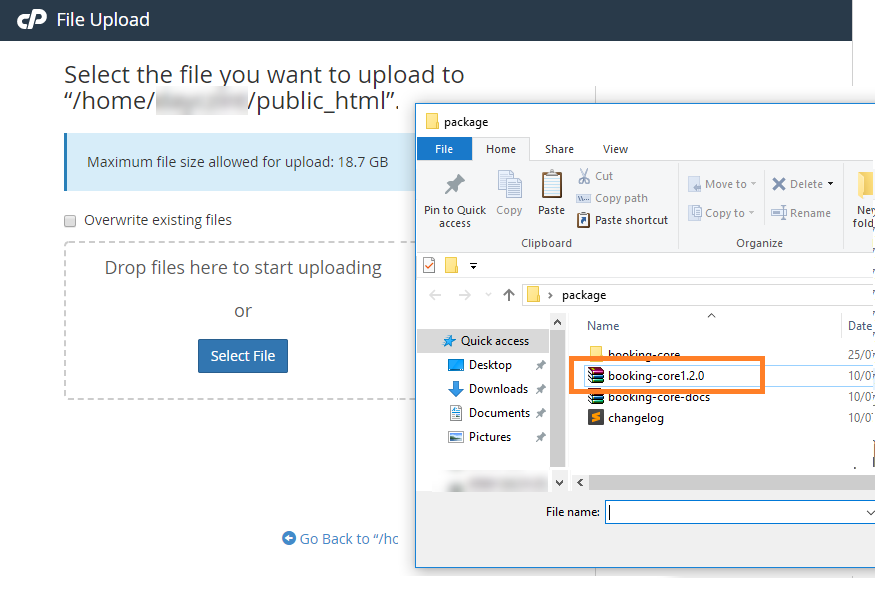 cP File Upload
Select the file you want to upload to
“/home/ /public_html”.
Maximum file size allowed for upload: 18.7 GB
Overwrite existing files
Drop files here to start uploading
or
Select File
Go Back to “/hc
package
File Home Share View
Pin to Quick access
Copy
Paste
Cut
Copy path
Paste shortcut
Clipboard
Move to
Copy to
Delete
Rename
Organize
package
Name Date
Quick access
Desktop
Downloads
Documents
Pictures
booking-core 25/0
booking-core1.2.0 10/0
booking-core-docs 10/0
changelog 10/0
File name: